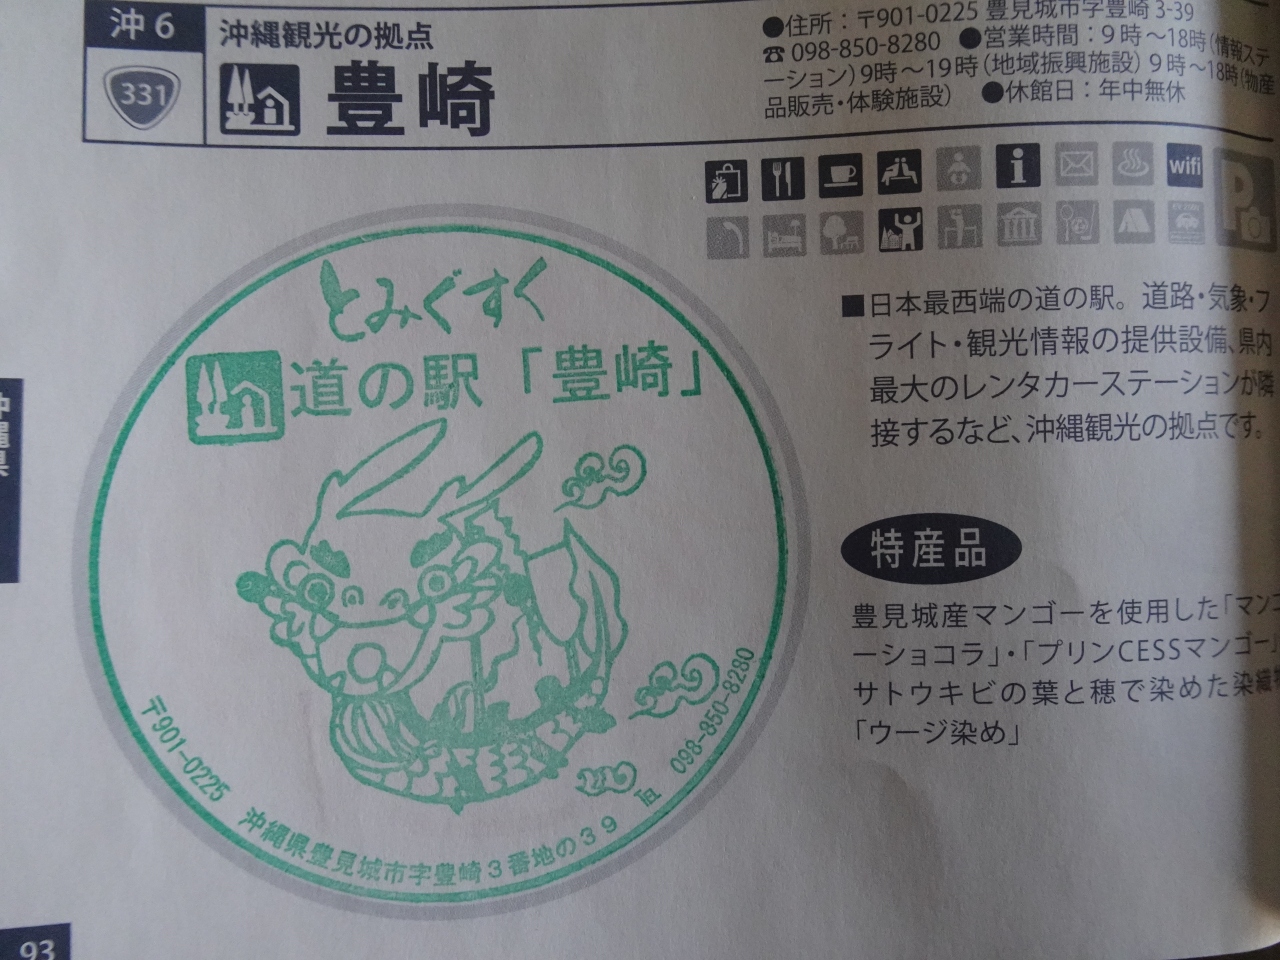 沖6
331
沖縄観光の拠点
豊崎
●住所：〒901-0225 豊見城市字豊崎3-39
☎098-850-8280 ●営業時間：9時～18時（情報ステ
ーション）9時～19時（地域振興施設）9時～18時（物産
品販売・体験施設） ●休館日：年中無休
i
wifi
P
とみぐすく
道の駅「豊崎」
〒901-0225 沖縄県豊見城市字豊崎3番地の39 ℡ 098-850-8280
■日本最西端の道の駅。道路・気象・フ
ライト・観光情報の提供設備、県内
最大のレンタカーステーションが隣
接するなど、沖縄観光の拠点です。
特産品
豊見城産マンゴーを使用した「マンゴ
ーショコラ」・「プリンCESSマンゴー」
サトウキビの葉と穂で染めた染織物
「ウージ染め」
沖縄県
93